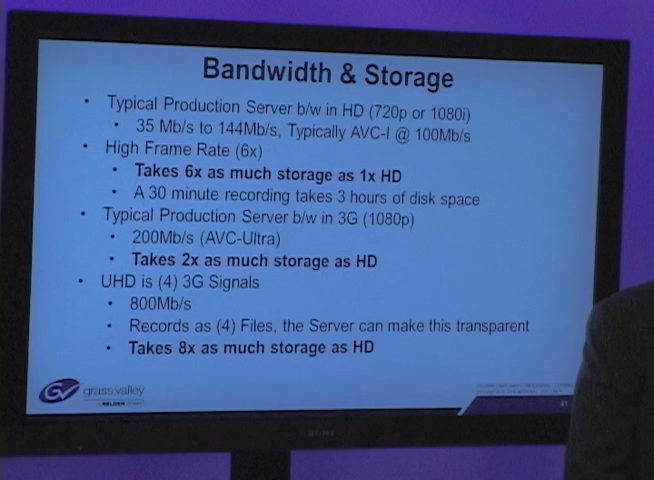 Bandwidth & Storage
• Typical Production Server b/w in HD (720p or 1080i)
• 35 Mb/s to 144Mb/s, Typically AVC-I @ 100Mb/s
• High Frame Rate (6x)
• Takes 6x as much storage as 1x HD
• A 30 minute recording takes 3 hours of disk space
• Typical Production Server b/w in 3G (1080p)
• 200Mb/s (AVC-Ultra)
• Takes 2x as much storage as HD
• UHD is (4) 3G Signals
• 800Mb/s
• Records as (4) Files, the Server can make this transparent
• Takes 8x as much storage as HD
grass valley
A BELDEN BRAND
41
SONY